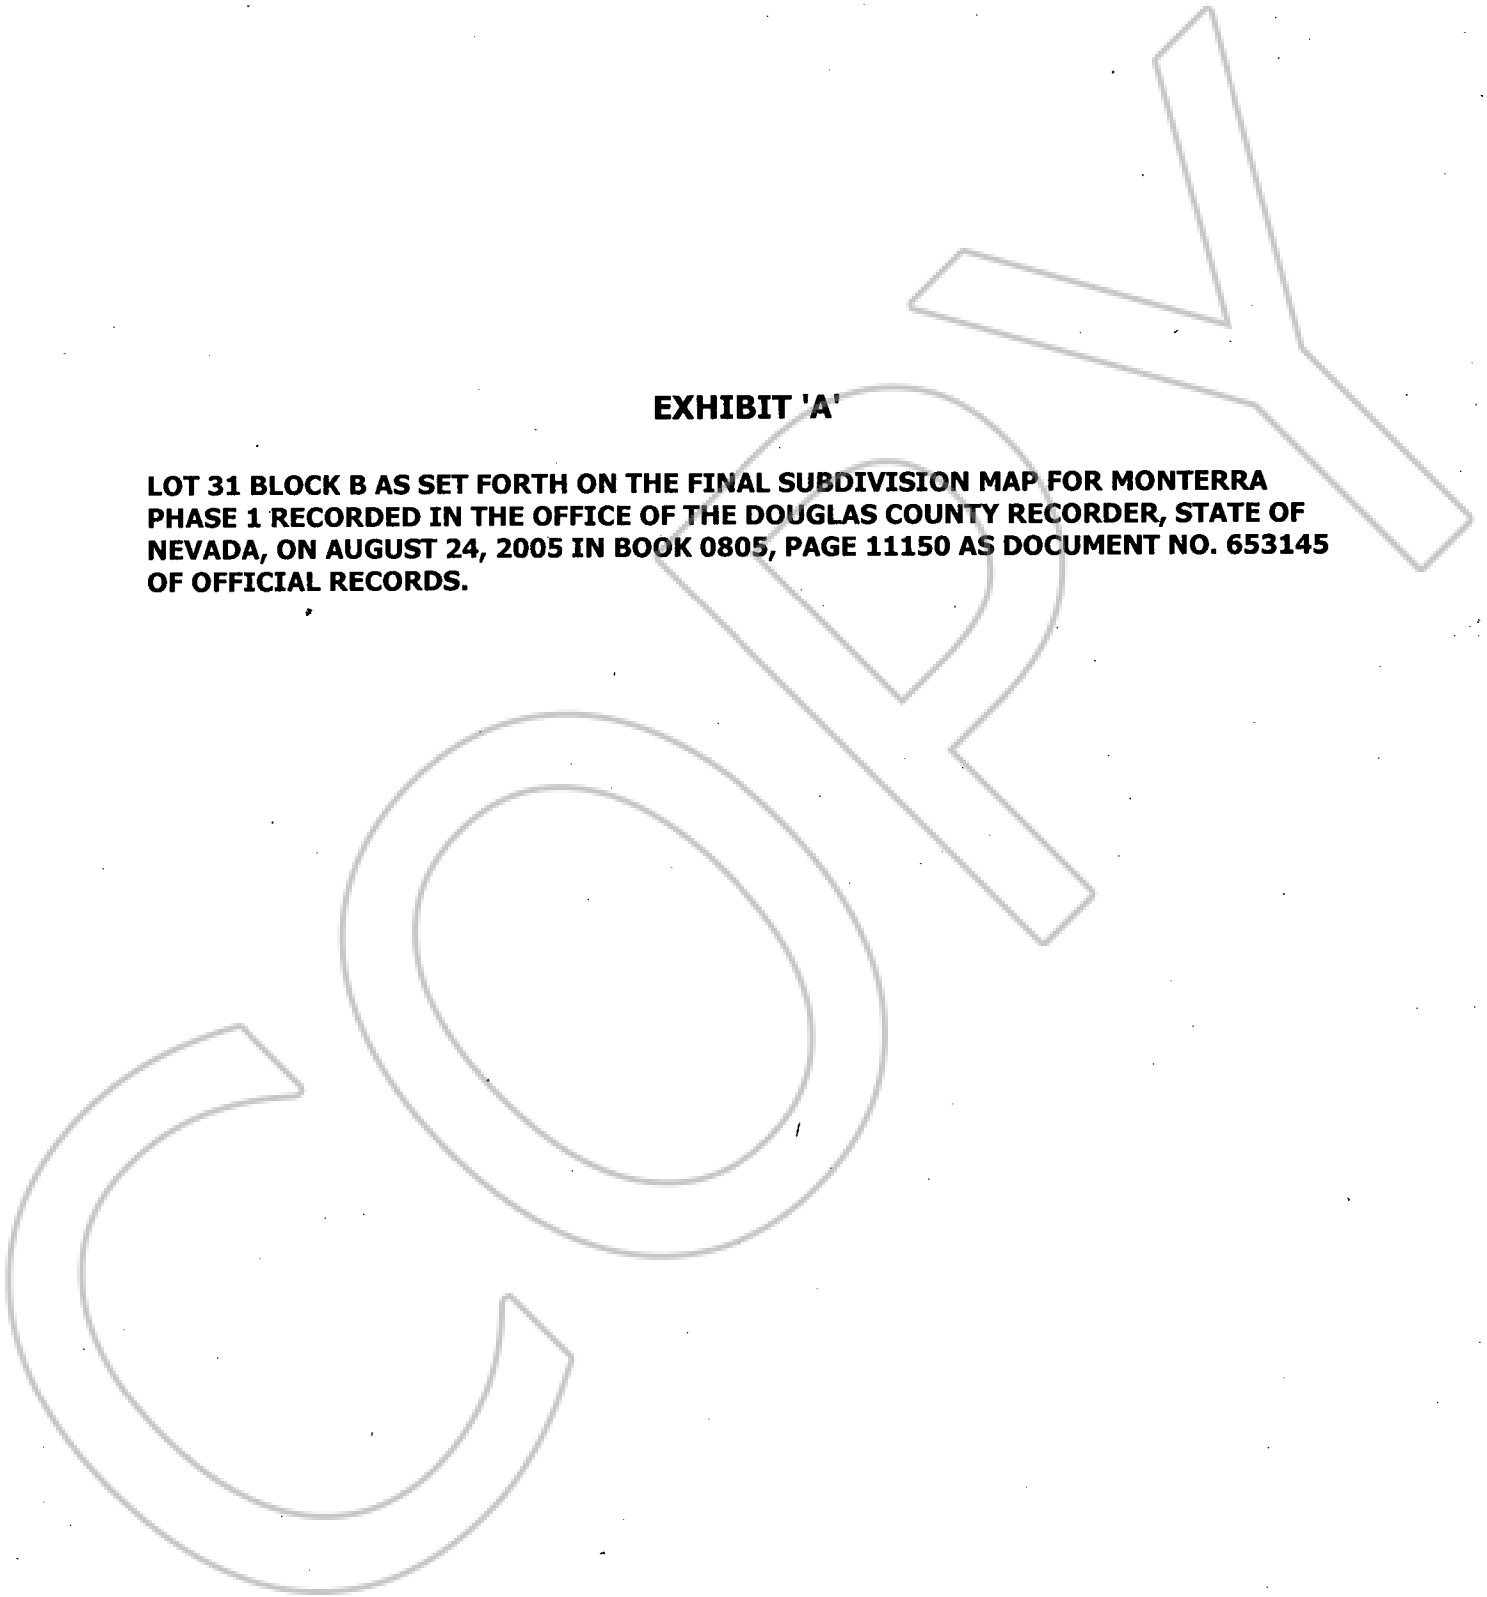 EXHIBIT 'A'
LOT 31 BLOCK B AS SET FORTH ON THE FINAL SUBDIVISION MAP FOR MONTERRA
PHASE 1 RECORDED IN THE OFFICE OF THE DOUGLAS COUNTY RECORDER, STATE OF
NEVADA, ON AUGUST 24, 2005 IN BOOK 0805, PAGE 11150 AS DOCUMENT NO. 653145
OF OFFICIAL RECORDS.
COPY